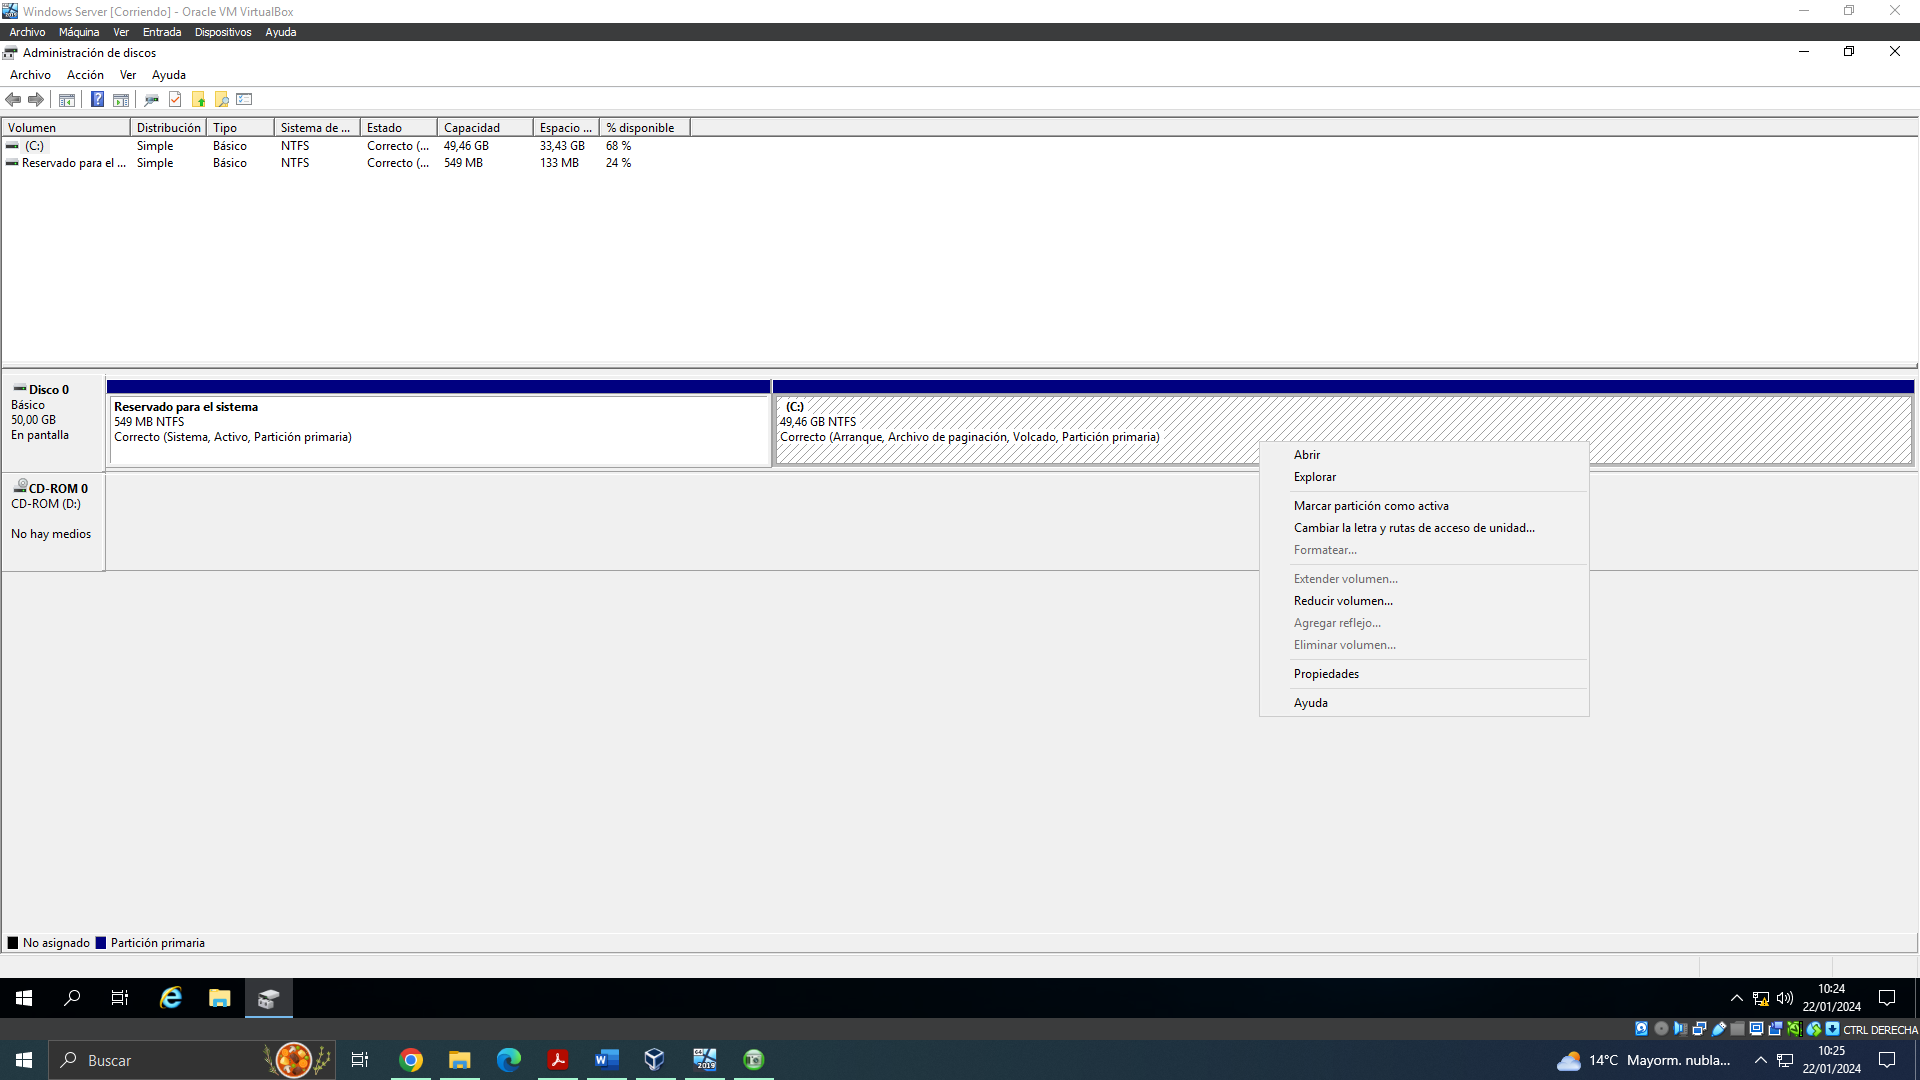 Windows Server [Corriendo] - Oracle VM VirtualBox
Archivo Máquina Ver Entrada Dispositivos Ayuda
Administración de discos
Archivo Acción Ver Ayuda
Volumen Distribución Tipo Sistema de ... Estado Capacidad Espacio ... % disponible
(C:) Simple Básico NTFS Correcto (... 49,46 GB 33,43 GB 68 %
Reservado para el ... Simple Básico NTFS Correcto (... 549 MB 133 MB 24 %
Disco 0
Básico
50,00 GB
En pantalla
Reservado para el sistema
549 MB NTFS
Correcto (Sistema, Activo, Partición primaria)
(C:)
49,46 GB NTFS
Correcto (Arranque, Archivo de paginación, Volcado, Partición primaria)
CD-ROM 0
CD-ROM (D:)
No hay medios
Abrir
Explorar
Marcar partición como activa
Cambiar la letra y rutas de acceso de unidad...
Formatear...
Extender volumen...
Reducir volumen...
Agregar reflejo...
Eliminar volumen...
Propiedades
Ayuda
No asignado Partición primaria
10:24
22/01/2024
CTRL DERECHA
Buscar
2019
14°C Mayorm. nubla...
10:25
22/01/2024